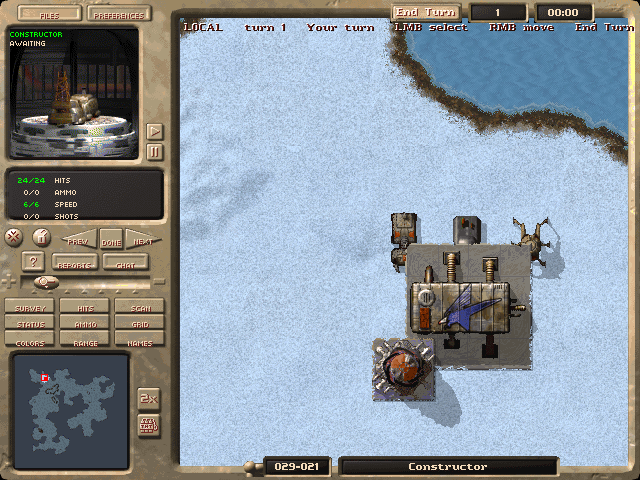 FILES PREFERENCES End Turn 1 00:00
LOCAL turn 1 Your turn LMB select RMB move End Turn
CONSTRUCTOR
AWAITING
24/24 HITS
0/0 AMMO
6/6 SPEED
0/0 SHOTS
PREV DONE NEXT
? REPORTS CHAT
SURVEY HITS SCAN
STATUS AMMO GRID
COLORS RANGE NAMES
2x
029-021 Constructor